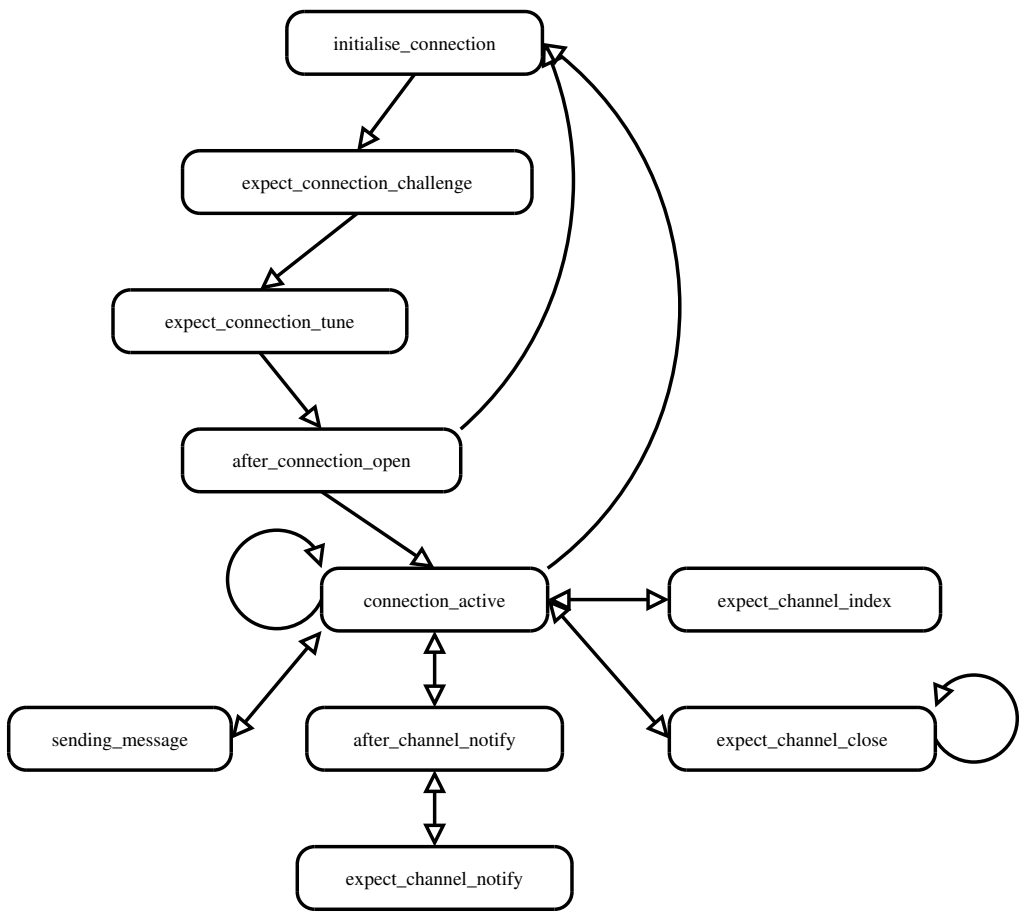 initialise_connection
expect_connection_challenge
expect_connection_tune
after_connection_open
connection_active
expect_channel_index
sending_message
after_channel_notify
expect_channel_close
expect_channel_notify